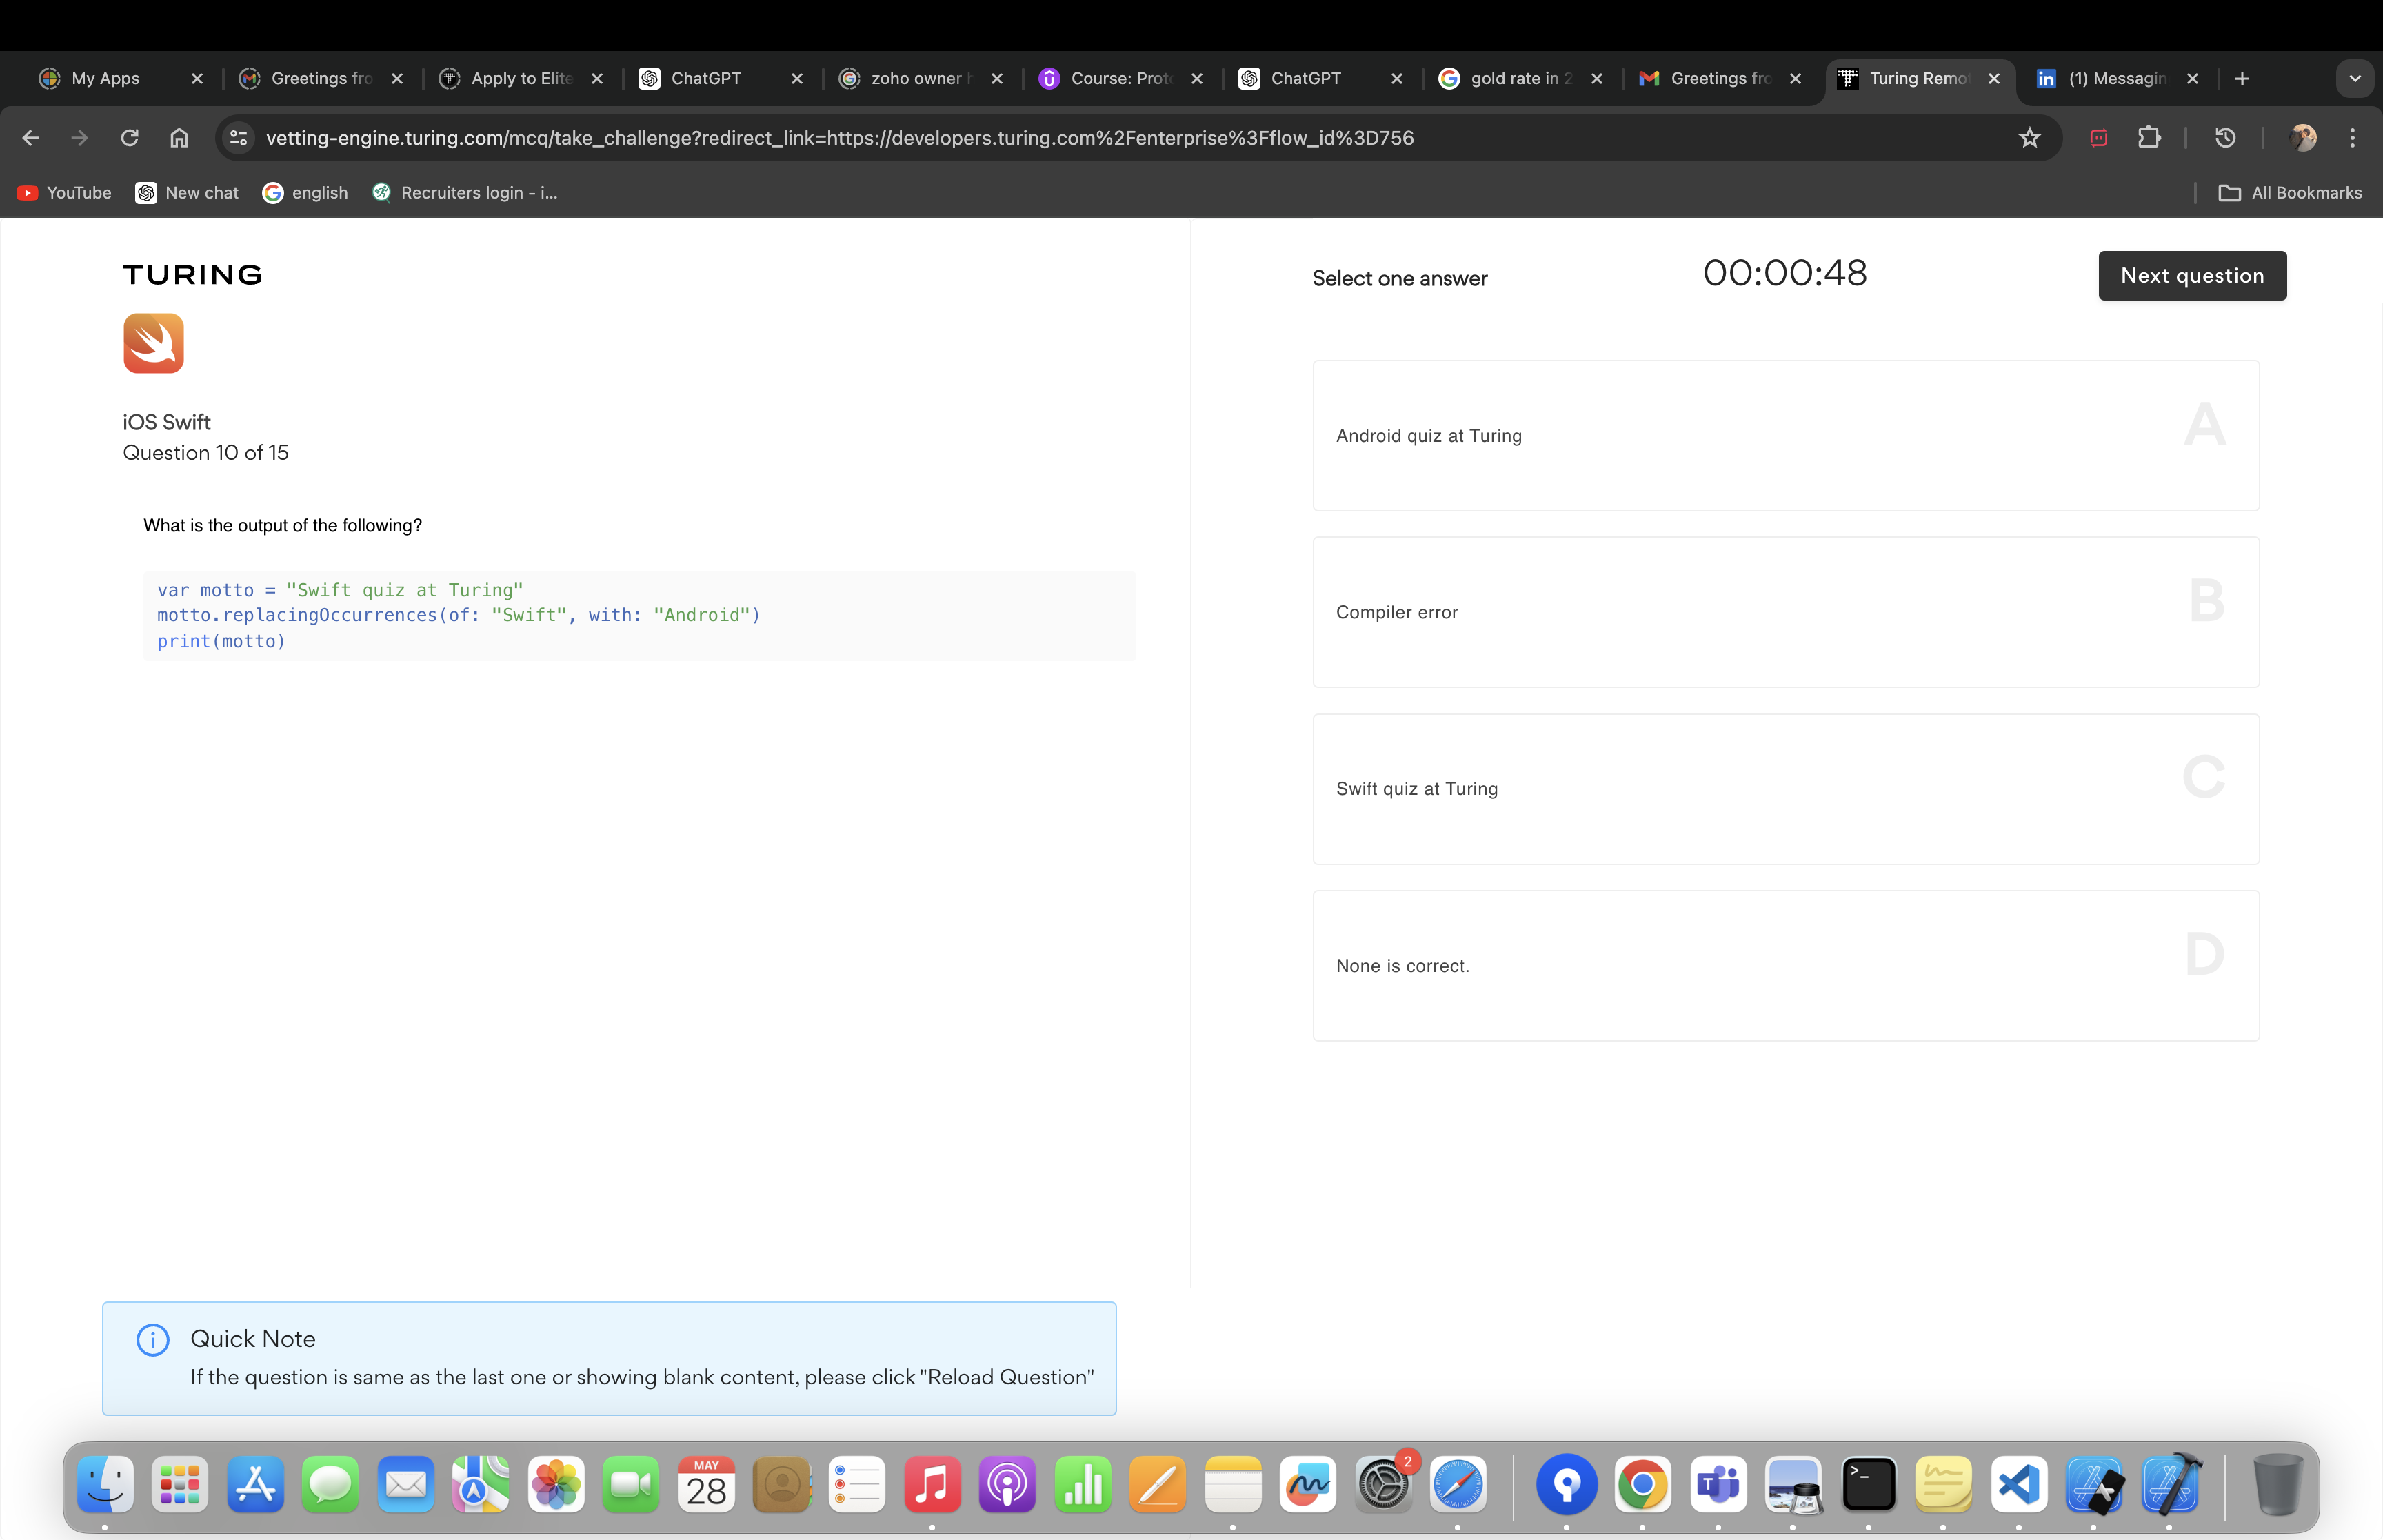 My Apps
Greetings fro
Apply to Elite
ChatGPT
zoho owner h
Course: Proto
ChatGPT
gold rate in 2
Greetings fro
Turing Remo
(1) Messagin
vetting-engine.turing.com/mcq/take_challenge?redirect_link=https://developers.turing.com%2Fenterprise%3Fflow_id%3D756
YouTube
New chat
english
Recruiters login - i...
All Bookmarks
TURING
iOS Swift
Question 10 of 15
What is the output of the following?
var motto = "Swift quiz at Turing"
motto.replacingOccurrences(of: "Swift", with: "Android")
print(motto)
Select one answer
00:00:48
Next question
Android quiz at Turing
A
Compiler error
B
Swift quiz at Turing
C
None is correct.
D
Quick Note
If the question is same as the last one or showing blank content, please click "Reload Question"
MAY
28
2